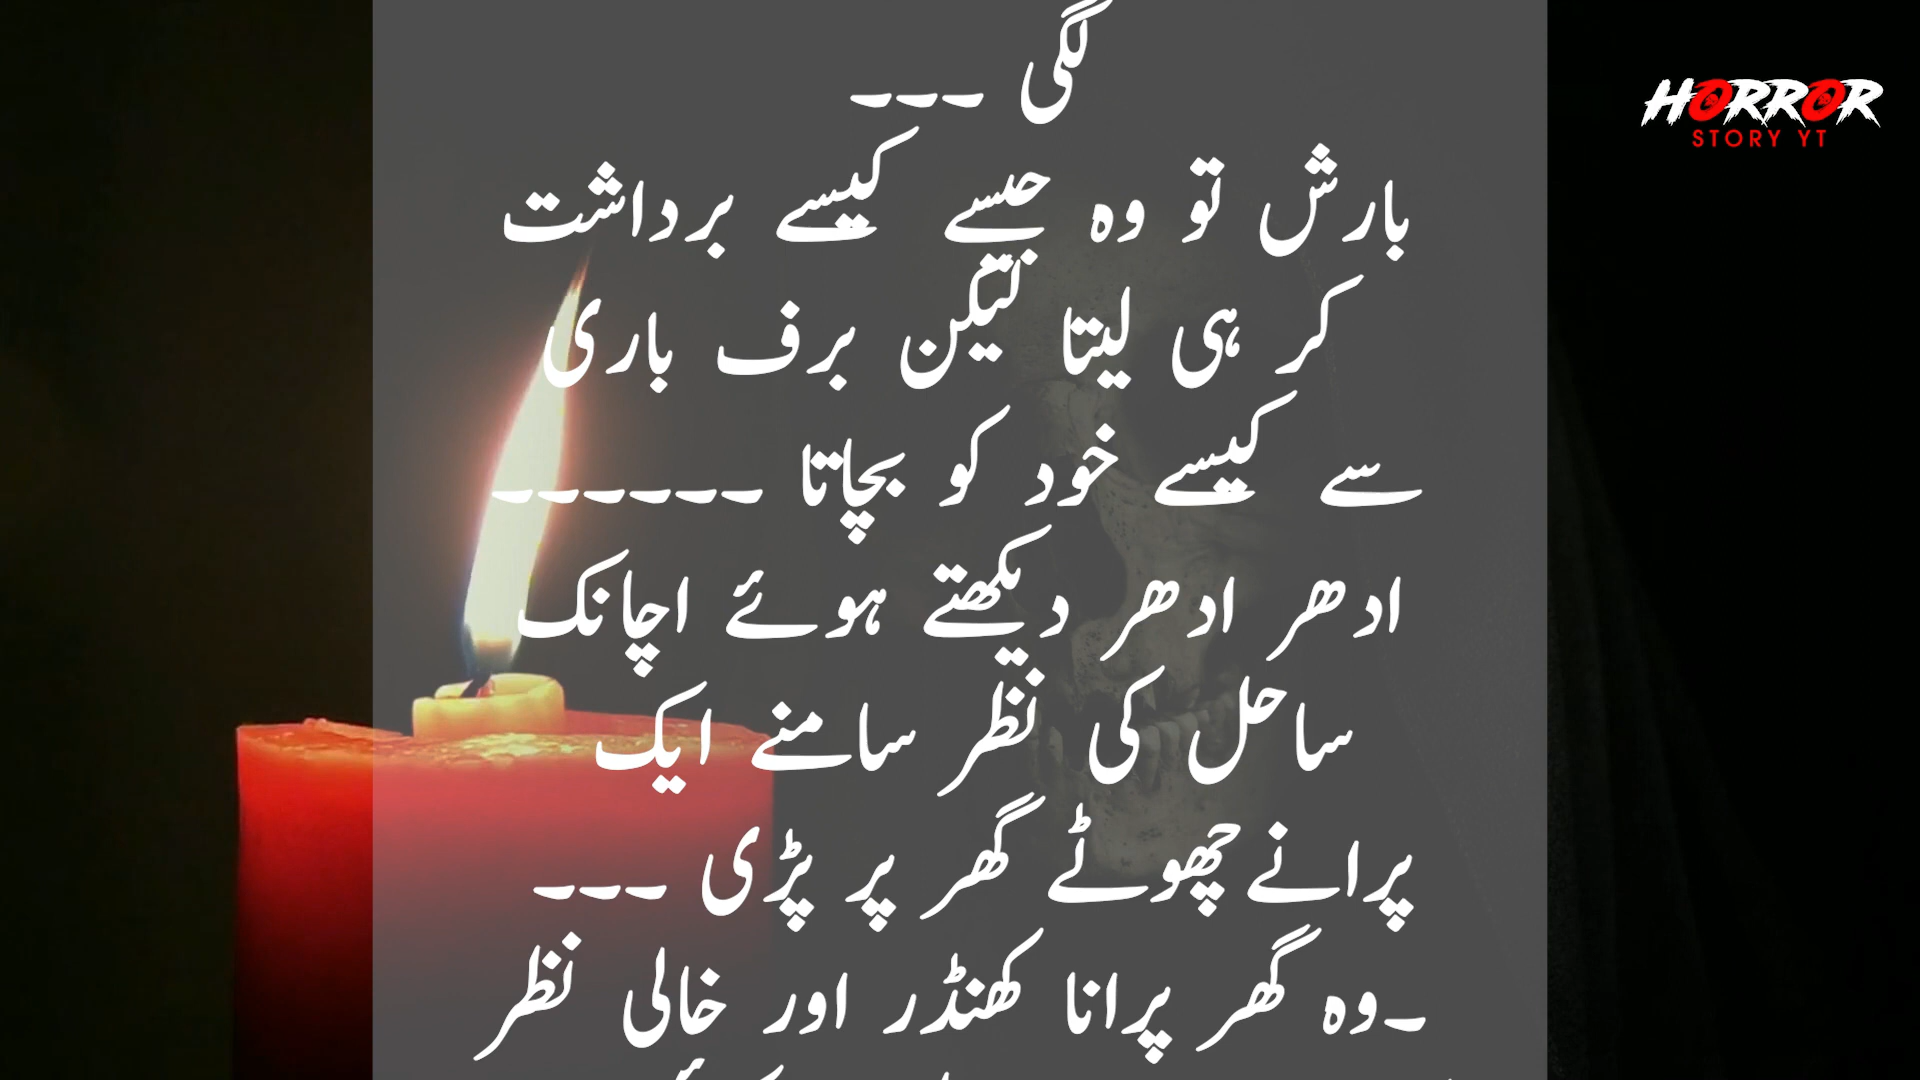 لگی ۔۔۔
بارش تو وہ جیسے کیسے برداشت
کر ہی لیتا لیکن برف باری
سے کیسے خود کو بچاتا ۔۔۔۔۔۔
ادھر ادھر دیکھتے ہوئے اچانک
ساحل کی نظر سامنے ایک
پرانے چھوٹے گھر پر پڑی ۔۔۔
۔وہ گھر پرانا کھنڈر اور خالی نظر
HORROR
STORY YT